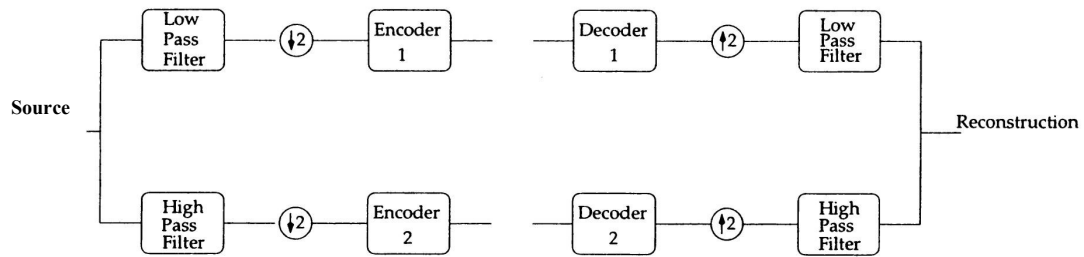 Low
Pass
Filter
↓2
Encoder
1
Decoder
1
↑2
Low
Pass
Filter
Source
Reconstruction
High
Pass
Filter
↓2
Encoder
2
Decoder
2
↑2
High
Pass
Filter